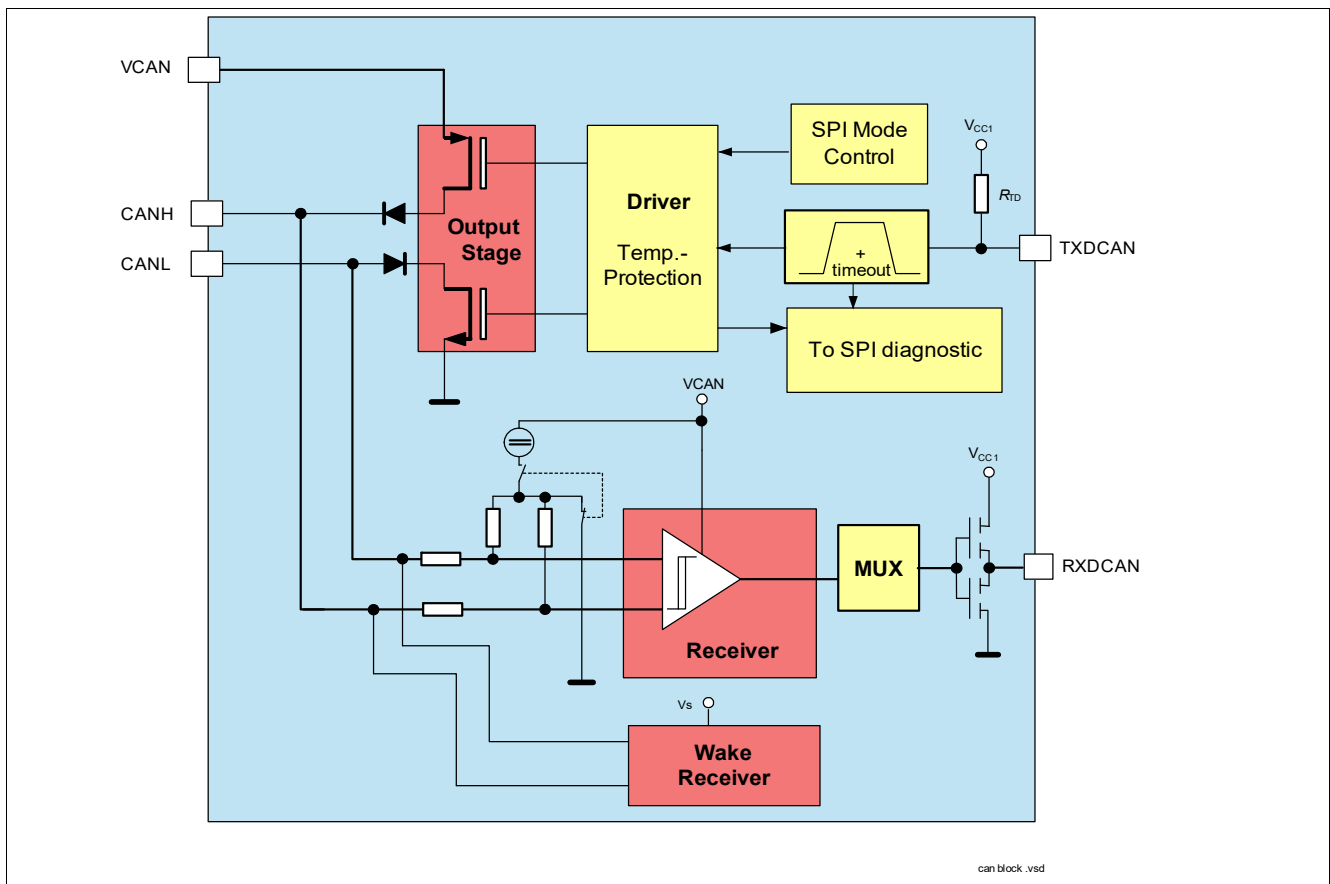 VCAN
SPI Mode
Control
VCC1
RTD
CANH
CANL
Output
Stage
Driver
Temp.-
Protection
+
timeout
TXDCAN
To SPI diagnostic
VCAN
VCC1
MUX
RXDCAN
Receiver
Vs
Wake
Receiver
can block .vsd